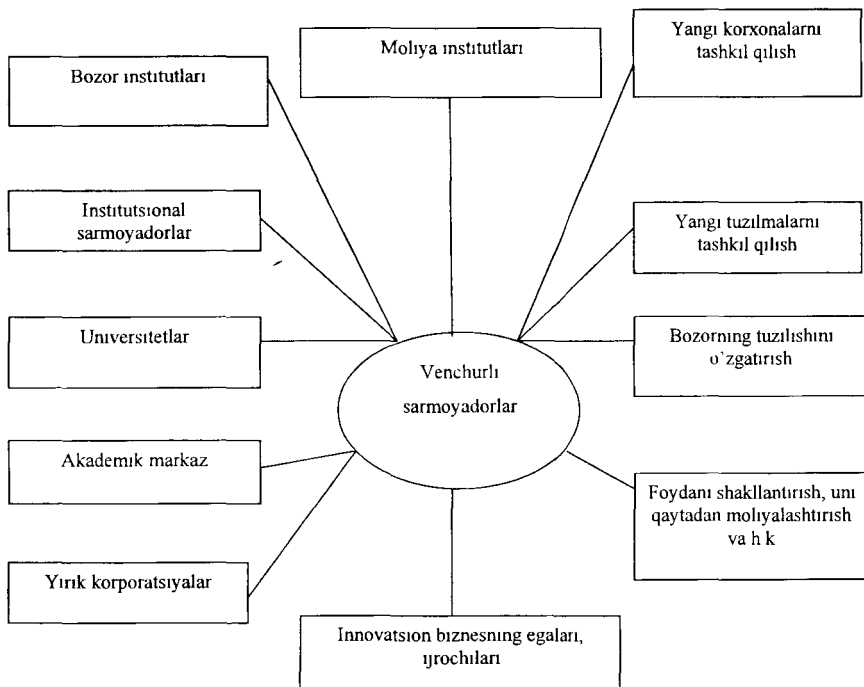 Moliya institutlari
Yangi korxonalarni
tashkil qilish
Bozor institutlari
Institutsional
sarmoyadorlar
Yangi tuzilmalarni
tashkil qilish
Universitetlar
Bozorning tuzilishini
o'zgatirish
Venchurli
sarmoyadorlar
Akademik markaz
Foydani shakllantirish, uni
qaytadan moliyalashtirish
va h k
Yirik korporatsiyalar
Innovatsion biznesning egalari,
ijrochilari